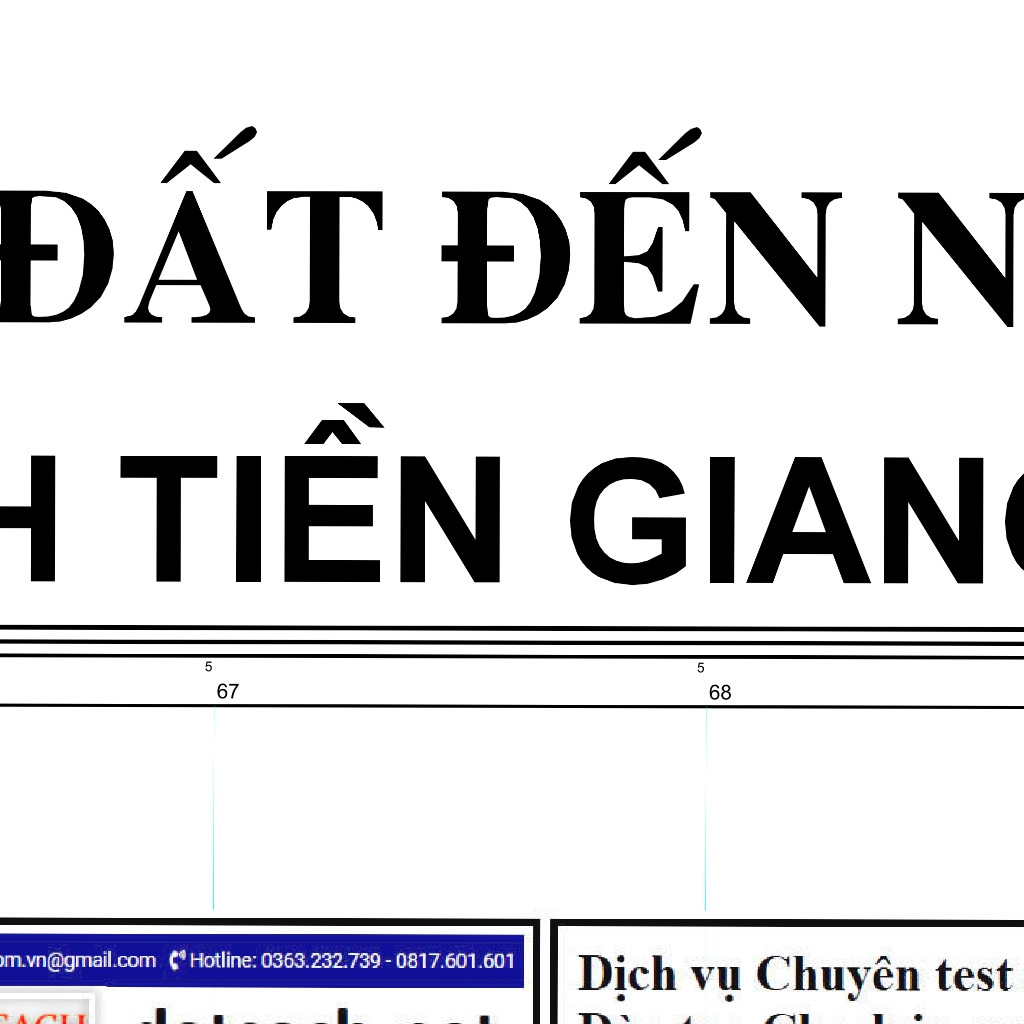 ĐẤT ĐẾN N
H TIỀN GIANG
5 5
67 68
om.vn@gmail.com Hotline: 0363.232.739 - 0817.601.601
Dịch vụ Chuyên test